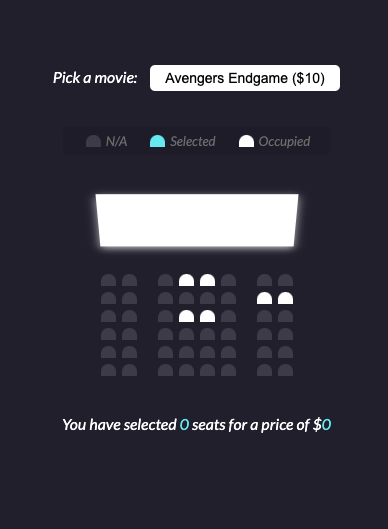 Pick a movie: Avengers Endgame ($10)
N/A Selected Occupied
You have selected 0 seats for a price of $0